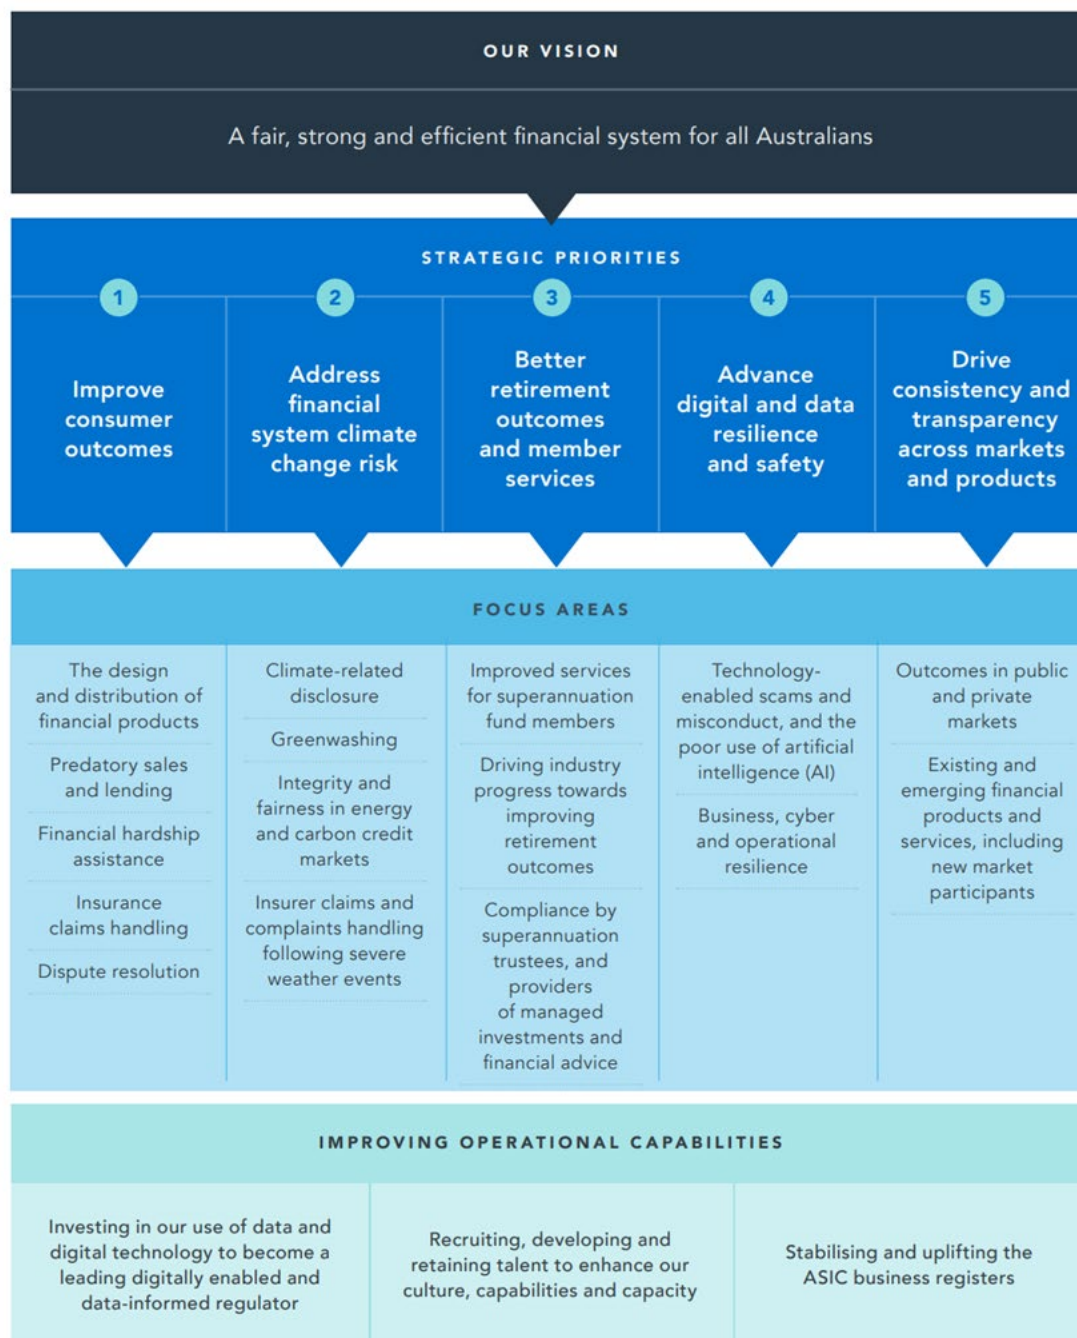 OUR VISION
A fair, strong and efficient financial system for all Australians
STRATEGIC PRIORITIES
1
Improve
consumer
outcomes
2
Address
financial
system climate
change risk
3
Better
retirement
outcomes
and member
services
4
Advance
digital and data
resilience
and safety
5
Drive
consistency and
transparency
across markets
and products
FOCUS AREAS
The design
and distribution of
financial products
Predatory sales
and lending
Financial hardship
assistance
Insurance
claims handling
Dispute resolution
Climate-related
disclosure
Greenwashing
Integrity and
fairness in energy
and carbon credit
markets
Insurer claims and
complaints handling
following severe
weather events
Improved services
for superannuation
fund members
Driving industry
progress towards
improving
retirement
outcomes
Compliance by
superannuation
trustees, and
providers
of managed
investments and
financial advice
Technology-
enabled scams and
misconduct, and the
poor use of artificial
intelligence (AI)
Business, cyber
and operational
resilience
Outcomes in public
and private
markets
Existing and
emerging financial
products and
services, including
new market
participants
IMPROVING OPERATIONAL CAPABILITIES
Investing in our use of data and
digital technology to become a
leading digitally enabled and
data-informed regulator
Recruiting, developing and
retaining talent to enhance our
culture, capabilities and capacity
Stabilising and uplifting the
ASIC business registers